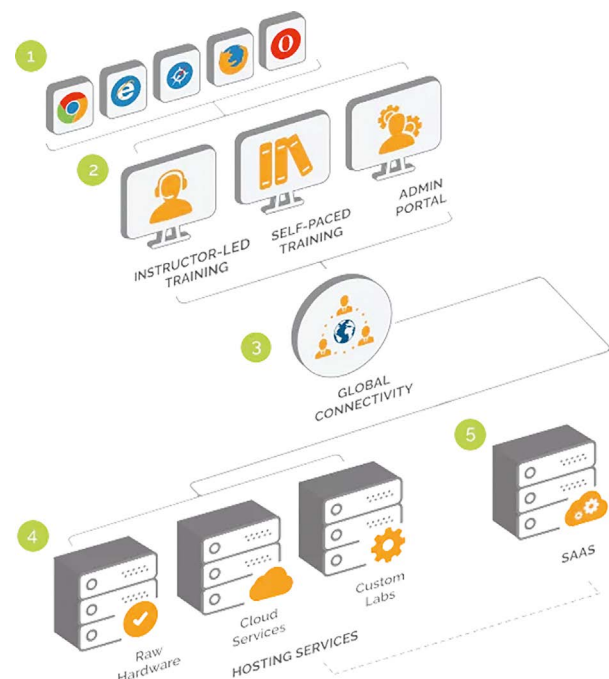 1
2
INSTRUCTOR-LED
TRAINING
SELF-PACED
TRAINING
ADMIN
PORTAL
3
GLOBAL
CONNECTIVITY
4
Raw
Hardware
Cloud
Services
Custom
Labs
HOSTING SERVICES
5
SAAS